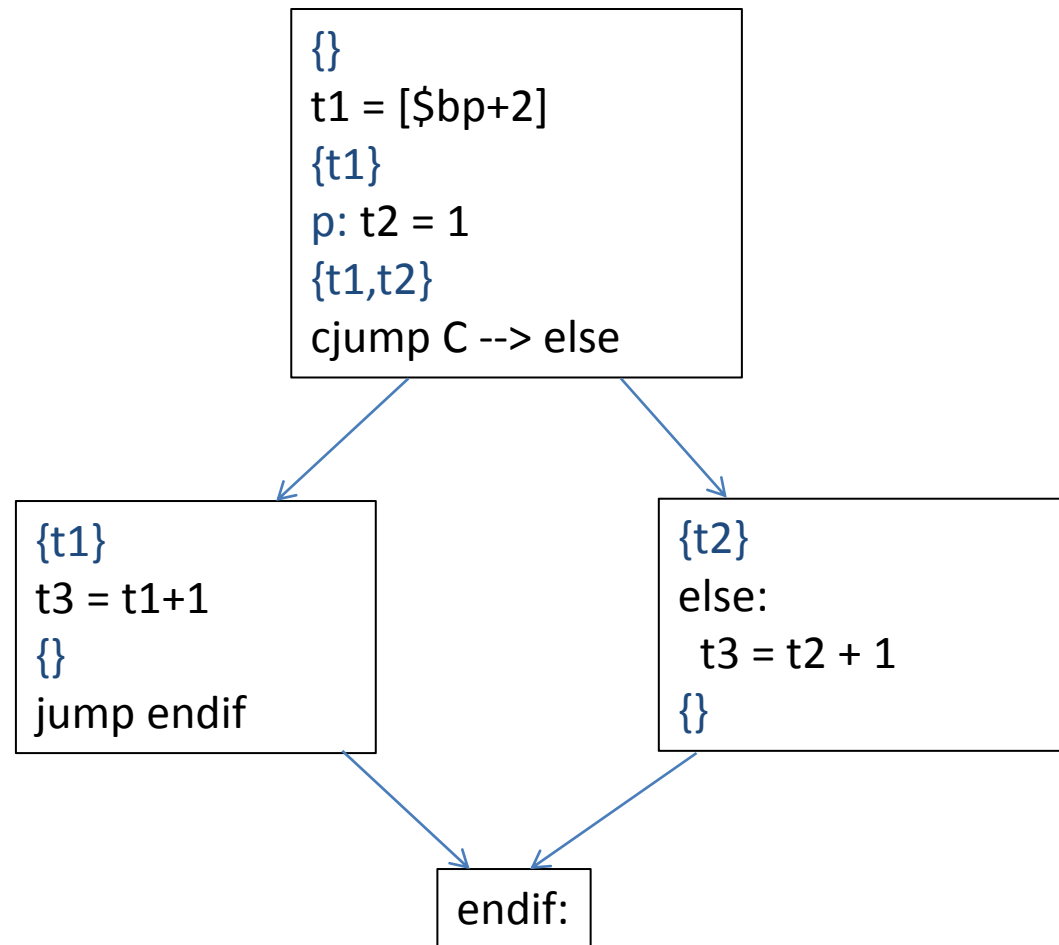 {}
t1 = [$bp+2]
{t1}
p: t2 = 1
{t1,t2}
cjump C --> else
{t1}
t3 = t1+1
{}
jump endif
{t2}
else:
t3 = t2 + 1
{}
endif: